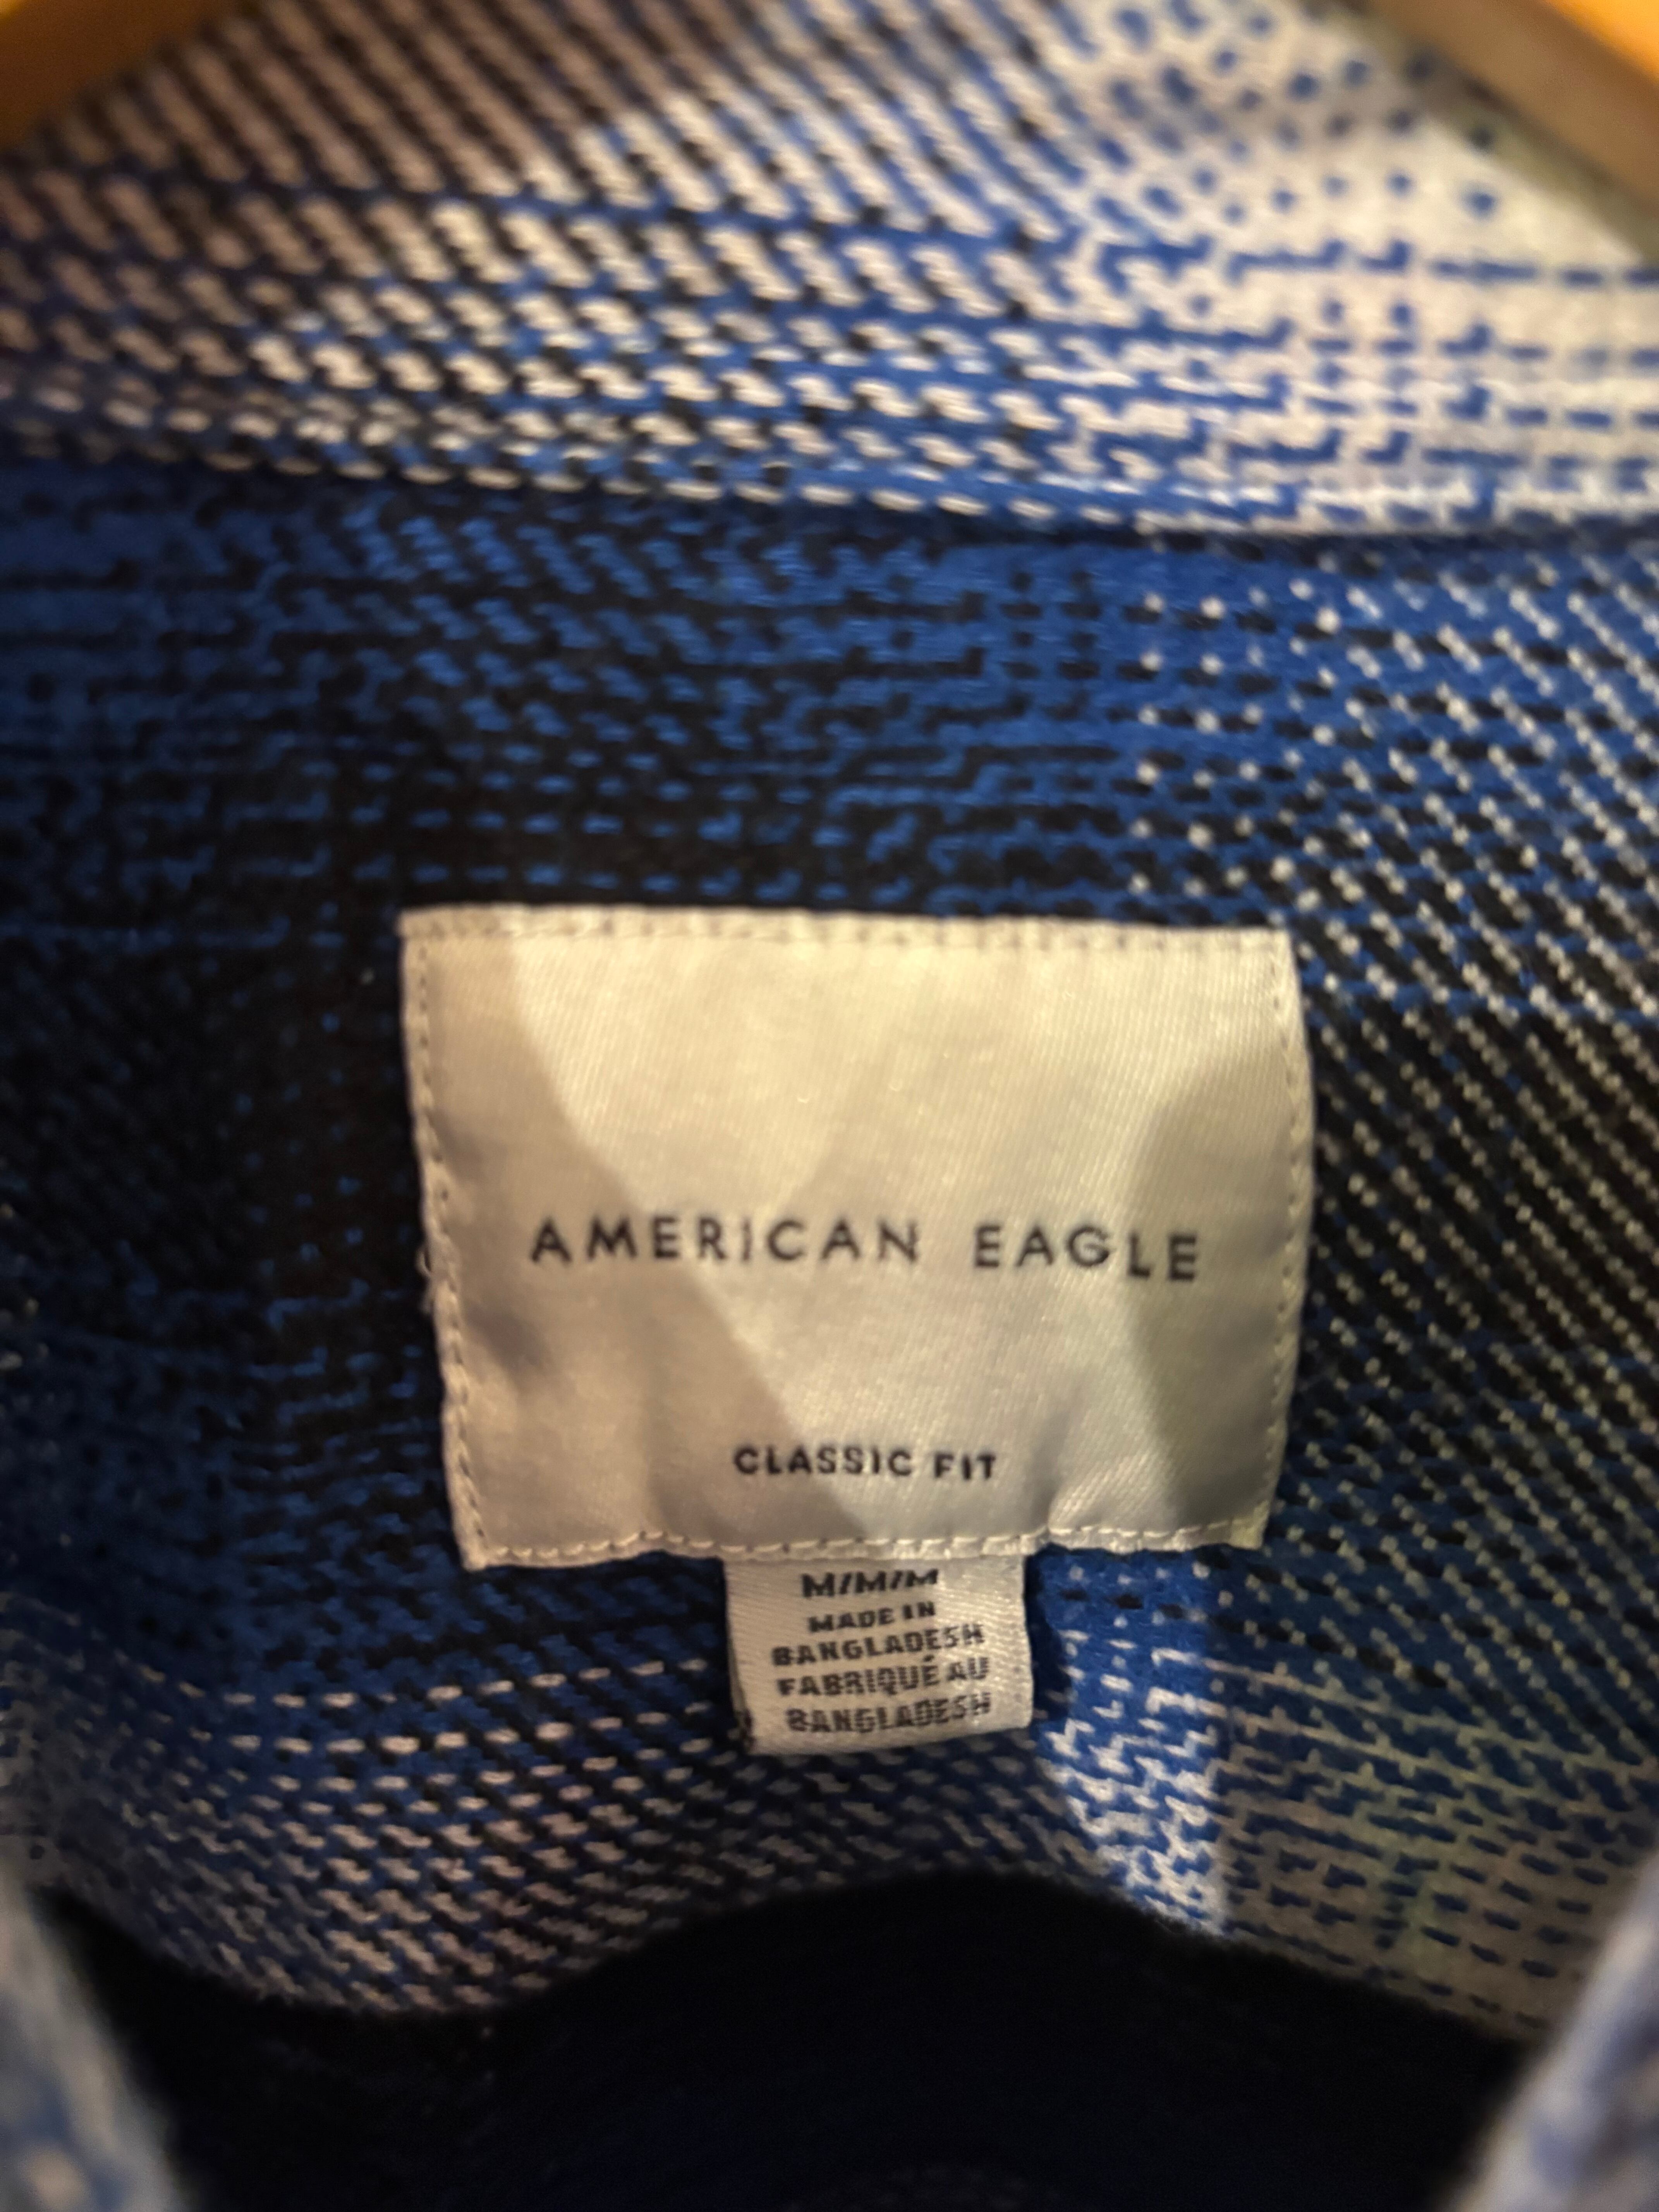 AMERICAN EAGLE
CLASSIC FIT
M/M/M
MADE IN
BANGLADESH
FABRIQUÉ AU
BANGLADESH